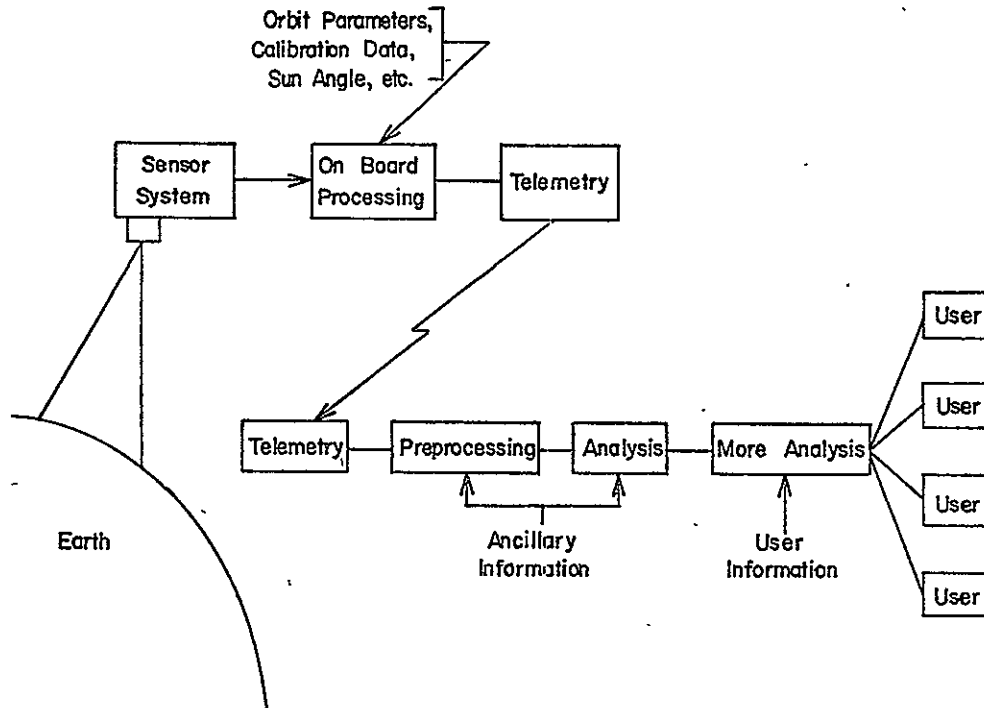 Orbit Parameters,
Calibration Data,
Sun Angle, etc.
Sensor
System
On Board
Processing
Telemetry
User
User
User
User
Telemetry
Preprocessing
Analysis
More Analysis
Ancillary
Information
User
Information
Earth